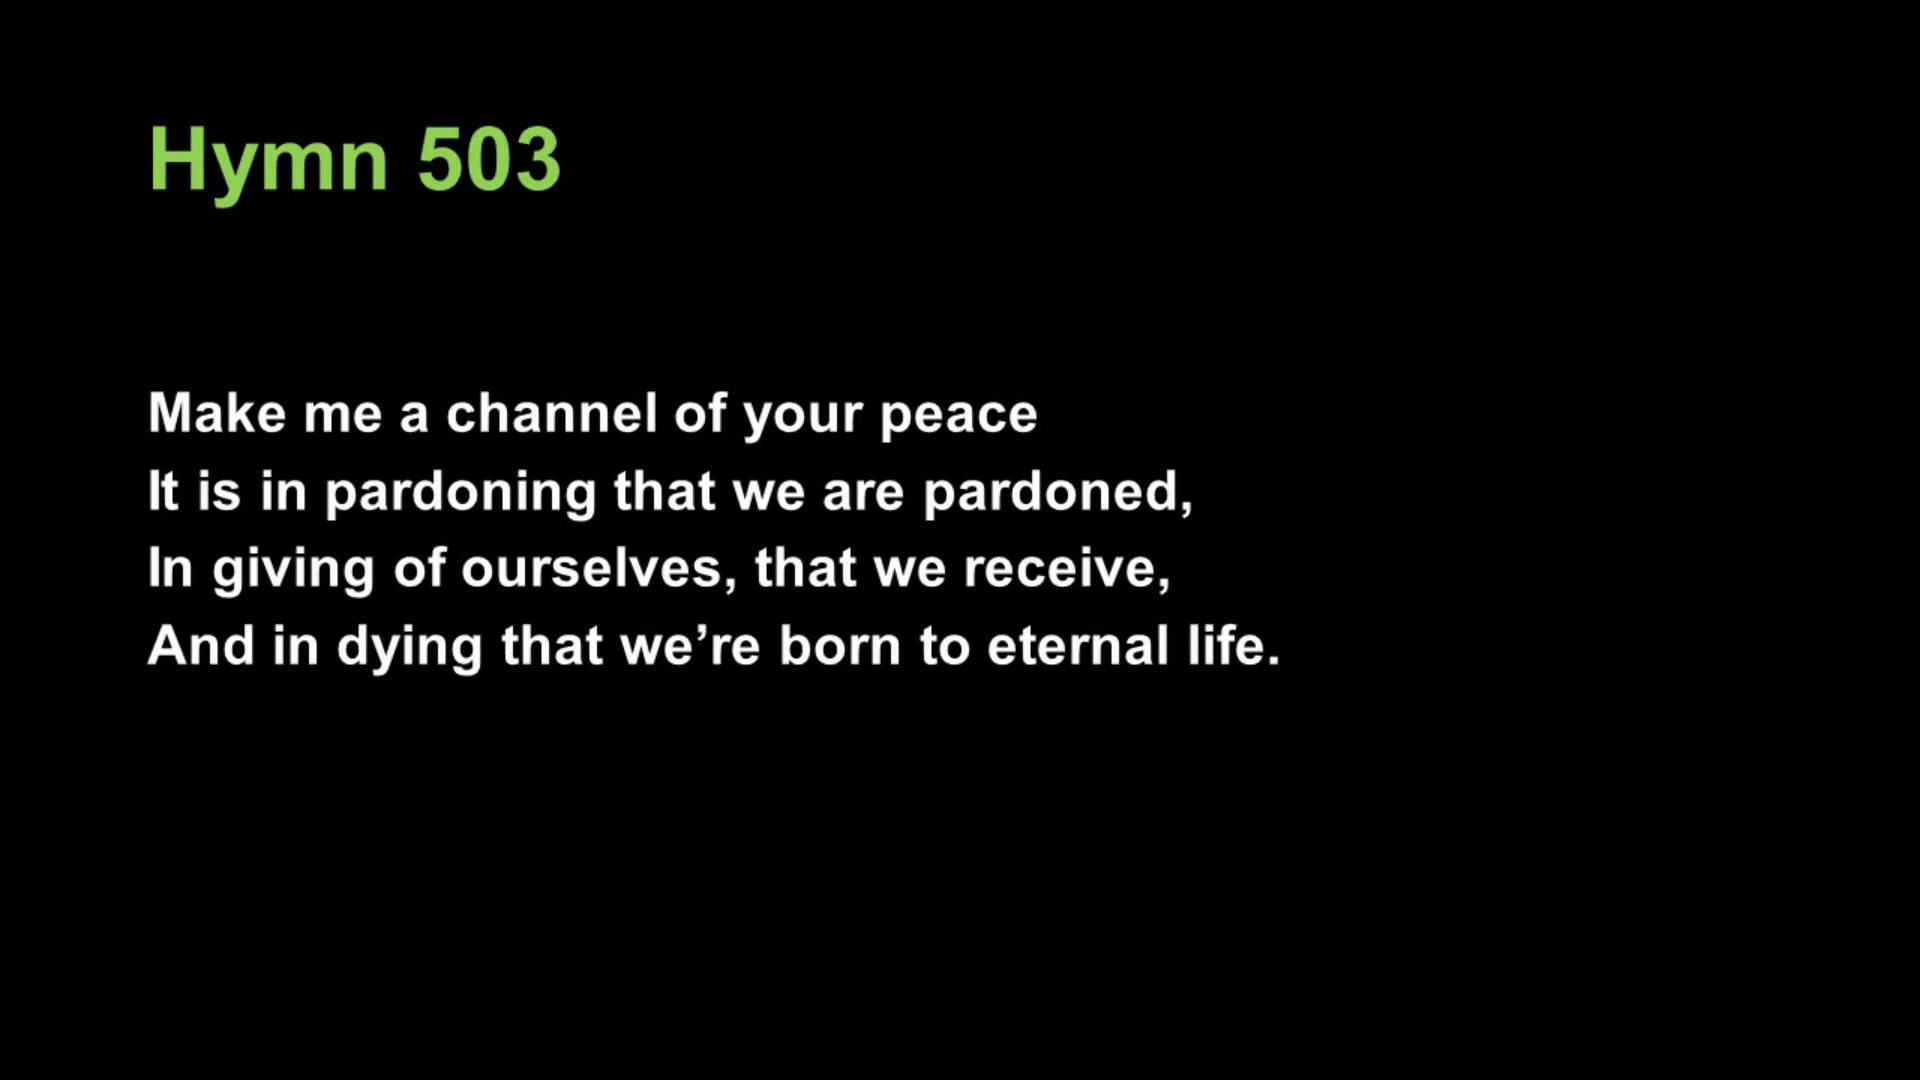 Hymn 503
Make me a channel of your peace
It is in pardoning that we are pardoned,
In giving of ourselves, that we receive,
And in dying that we’re born to eternal life.